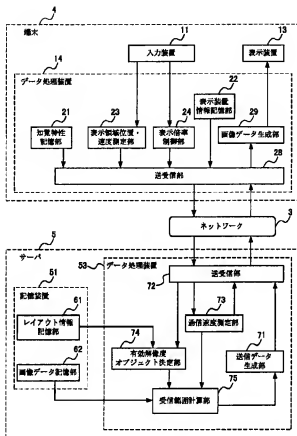 4
端末
11
入力装置
13
表示装置
14
データ処理装置
21
知覚特性
記憶部
23
表示領域位置・
速度測定部
24
表示倍率
制御部
22
表示装置
情報記憶部
29
画像データ生成部
28
送受信部
3
ネットワーク
5
サーバ
51
記憶装置
61
レイアウト情報
記憶部
62
画像データ記憶部
53
データ処理装置
72
送受信部
73
通信速度測定部
74
有効解像度
オブジェクト決定部
71
送信データ
生成部
75
受信範囲計算部